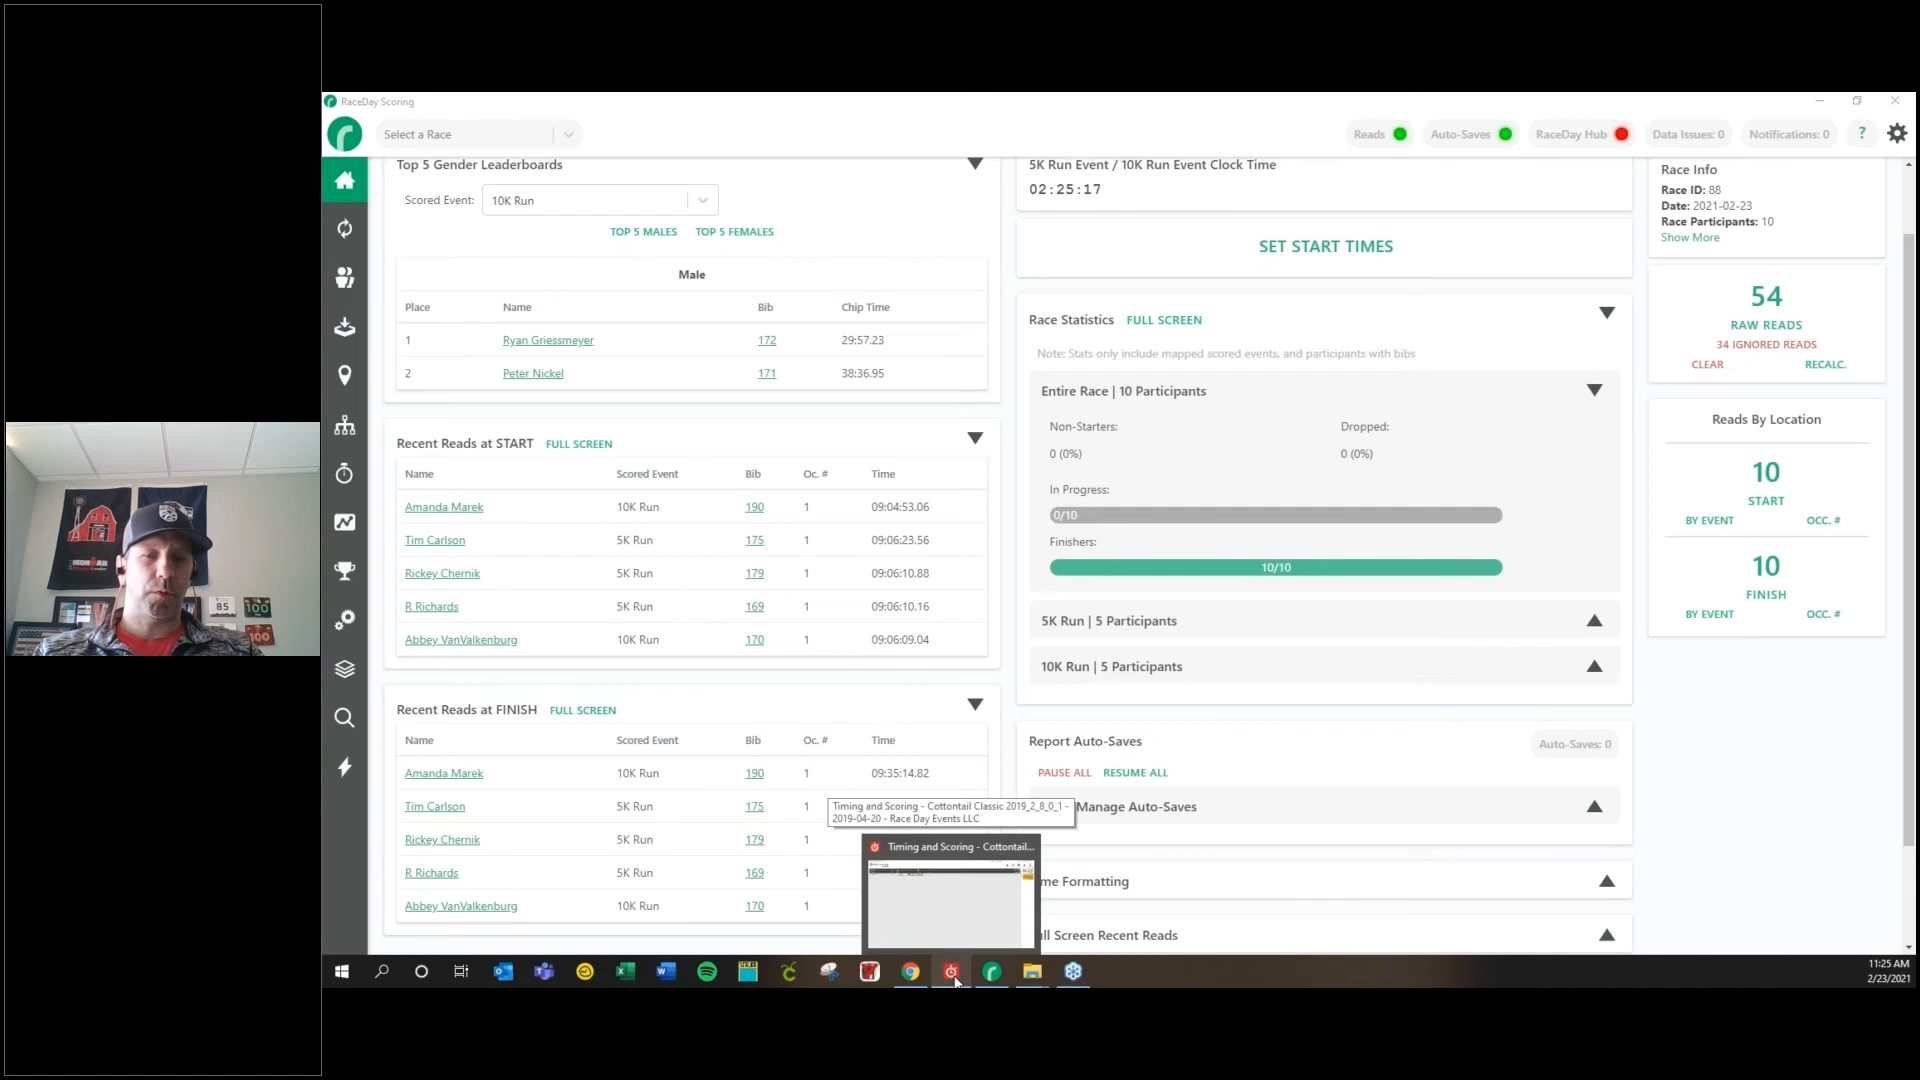 RaceDay Scoring
Select a Race
Reads
Auto-Saves
RaceDay Hub
Data Issues: 0
Notifications: 0
?
Top 5 Gender Leaderboards
Scored Event:
10K Run
TOP 5 MALES
TOP 5 FEMALES
Male
Place Name Bib Chip Time
1 Ryan Griessmeyer 172 29:57.23
2 Peter Nickel 171 38:36.95
Recent Reads at START FULL SCREEN
Name Scored Event Bib Oc. # Time
Amanda Marek 10K Run 190 1 09:04:53.06
Tim Carlson 5K Run 175 1 09:06:23.56
Rickey Chernik 5K Run 179 1 09:06:10.88
R Richards 5K Run 169 1 09:06:10.16
Abbey VanValkenburg 10K Run 170 1 09:06:09.04
Recent Reads at FINISH FULL SCREEN
Name Scored Event Bib Oc. # Time
Amanda Marek 10K Run 190 1 09:35:14.82
Tim Carlson 5K Run 175 1
Rickey Chernik 5K Run 179 1
R Richards 5K Run 169 1
Abbey VanValkenburg 10K Run 170 1
Timing and Scoring - Cottontail Classic 2019_2_8_0_1 -
2019-04-20 - Race Day Events LLC
Timing and Scoring - Cottontail...
5K Run Event / 10K Run Event Clock Time
02:25:17
SET START TIMES
Race Statistics FULL SCREEN
Note: Stats only include mapped scored events, and participants with bibs
Entire Race | 10 Participants
Non-Starters: Dropped:
0 (0%) 0 (0%)
In Progress:
0/10
Finishers:
10/10
5K Run | 5 Participants
10K Run | 5 Participants
Report Auto-Saves
Auto-Saves: 0
PAUSE ALL RESUME ALL
Manage Auto-Saves
me Formatting
ll Screen Recent Reads
Race Info
Race ID: 88
Date: 2021-02-23
Race Participants: 10
Show More
54
RAW READS
34 IGNORED READS
CLEAR RECALC.
Reads By Location
10
START
BY EVENT OCC. #
10
FINISH
BY EVENT OCC. #
85
100
100
11:25 AM
2/23/2021